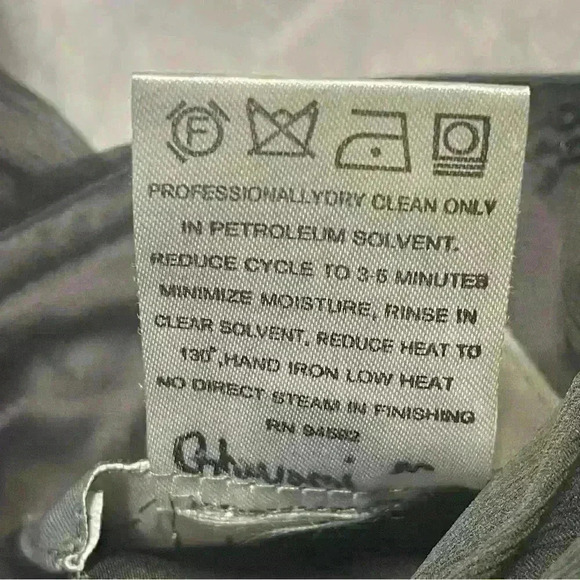 F
PROFESSIONALLYDRY CLEAN ONLY
IN PETROLEUM SOLVENT.
REDUCE CYCLE TO 3-5 MINUTES
MINIMIZE MOISTURE, RINSE IN
CLEAR SOLVENT, REDUCE HEAT TO
130°,HAND IRON LOW HEAT
NO DIRECT STEAM IN FINISHING
RN 94592